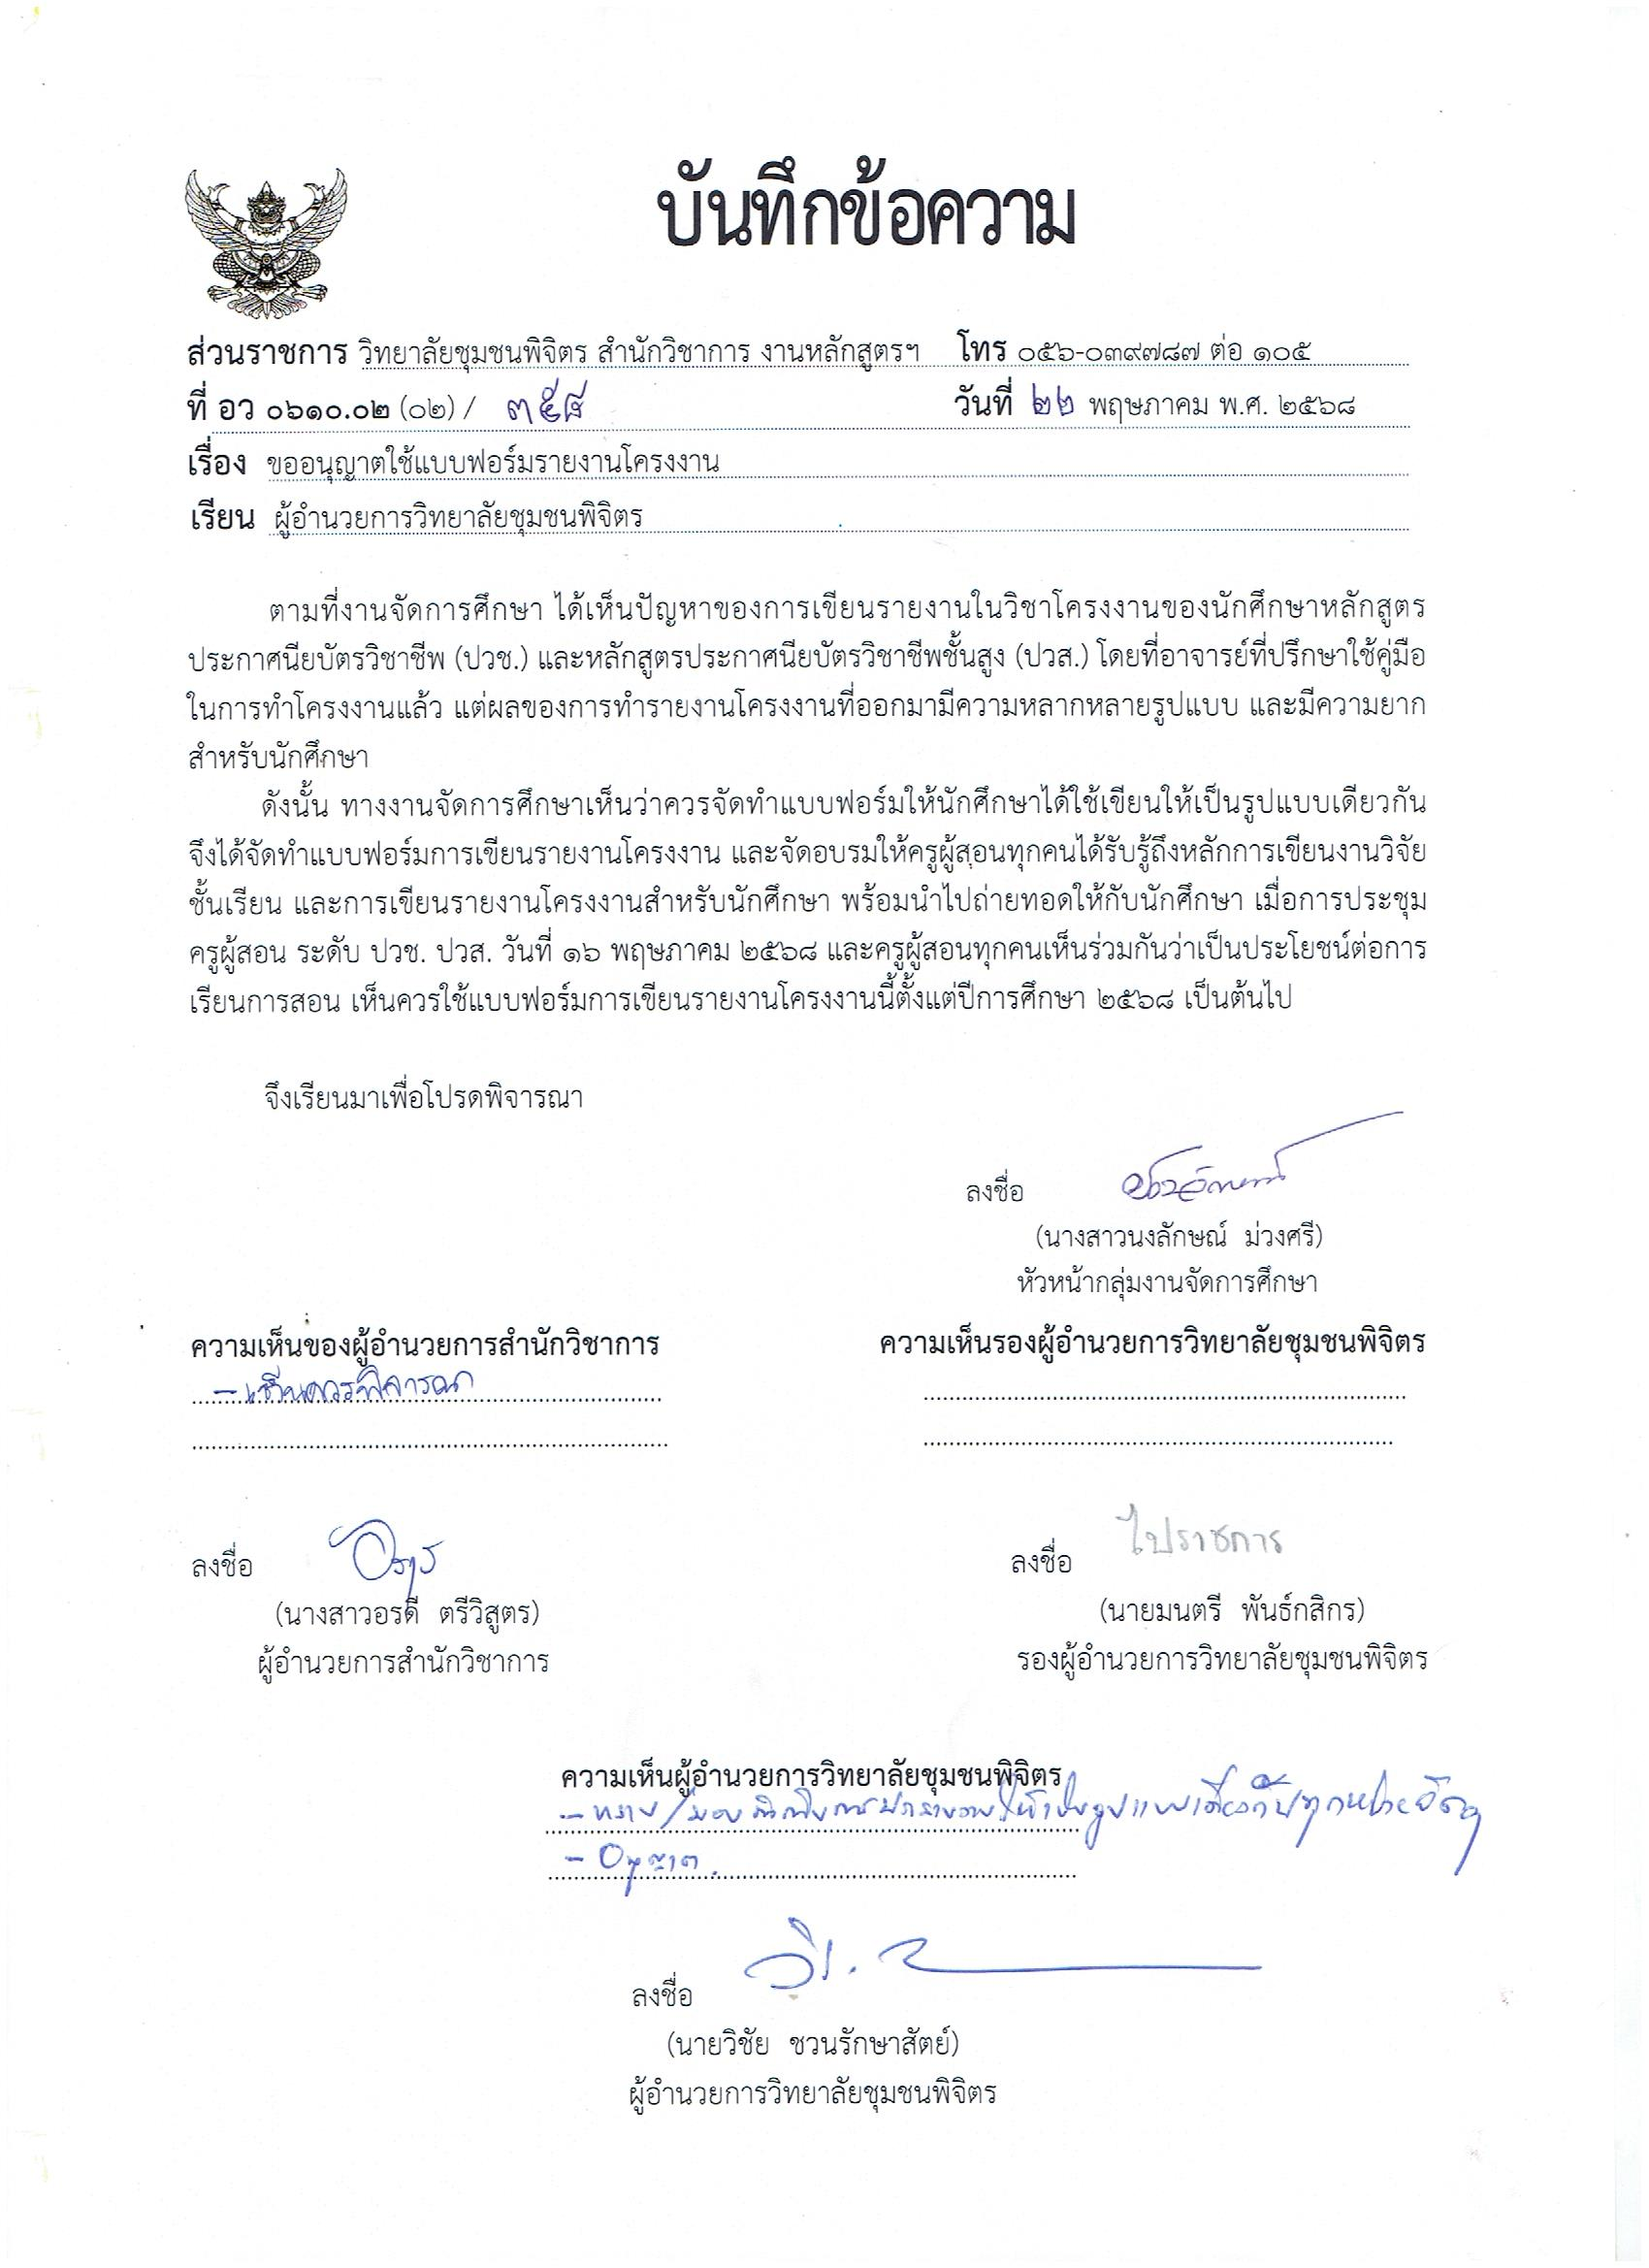 บันทึกข้อความ
ส่วนราชการ วิทยาลัยชุมชนพิจิตร สำนักวิชาการ งานหลักสูตรฯ โทร ๐๕๖-๐๓๙๗๘๗ ต่อ ๑๐๕
ที่ อว ๐๖๑๐.๐๒ (๐๒) / ๓๕๘ วันที่ ๒๒ พฤษภาคม พ.ศ. ๒๕๖๘
เรื่อง ขออนุญาตใช้แบบฟอร์มรายงานโครงงาน
เรียน ผู้อำนวยการวิทยาลัยชุมชนพิจิตร
ตามที่งานจัดการศึกษา ได้เห็นปัญหาของการเขียนรายงานในวิชาโครงงานของนักศึกษาหลักสูตร
ประกาศนียบัตรวิชาชีพ (ปวช.) และหลักสูตรประกาศนียบัตรวิชาชีพชั้นสูง (ปวส.) โดยที่อาจารย์ที่ปรึกษาใช้คู่มือ
ในการทำโครงงานแล้ว แต่ผลของการทำรายงานโครงงานที่ออกมามีความหลากหลายรูปแบบ และมีความยาก
สำหรับนักศึกษา
ดังนั้น ทางงานจัดการศึกษาเห็นว่าควรจัดทำแบบฟอร์มให้นักศึกษาได้ใช้เขียนให้เป็นรูปแบบเดียวกัน
จึงได้จัดทำแบบฟอร์มการเขียนรายงานโครงงาน และจัดอบรมให้ครูผู้สอนทุกคนได้รับรู้ถึงหลักการเขียนงานวิจัย
ชั้นเรียน และการเขียนรายงานโครงงานสำหรับนักศึกษา พร้อมนำไปถ่ายทอดให้กับนักศึกษา เมื่อการประชุม
ครูผู้สอน ระดับ ปวช. ปวส. วันที่ ๑๖ พฤษภาคม ๒๕๖๘ และครูผู้สอนทุกคนเห็นร่วมกันว่าเป็นประโยชน์ต่อการ
เรียนการสอน เห็นควรใช้แบบฟอร์มการเขียนรายงานโครงงานนี้ตั้งแต่ปีการศึกษา ๒๕๖๘ เป็นต้นไป
จึงเรียนมาเพื่อโปรดพิจารณา
ลงชื่อ
(นางสาวนงลักษณ์ ม่วงศรี)
หัวหน้ากลุ่มงานจัดการศึกษา
ความเห็นของผู้อำนวยการสำนักวิชาการ ความเห็นรองผู้อำนวยการวิทยาลัยชุมชนพิจิตร
- เห็นควรพิจารณา
ลงชื่อ ลงชื่อ ไปราชการ
(นางสาวอรดี ตรีวิสูตร) (นายมนตรี พันธ์กสิกร)
ผู้อำนวยการสำนักวิชาการ รองผู้อำนวยการวิทยาลัยชุมชนพิจิตร
ความเห็นผู้อำนวยการวิทยาลัยชุมชนพิจิตร
- ทราบ / ให้เป็นรูปแบบเดียวกัน
- อนุญาต
ลงชื่อ
(นายวิชัย ชวนรักษาสัตย์)
ผู้อำนวยการวิทยาลัยชุมชนพิจิตร